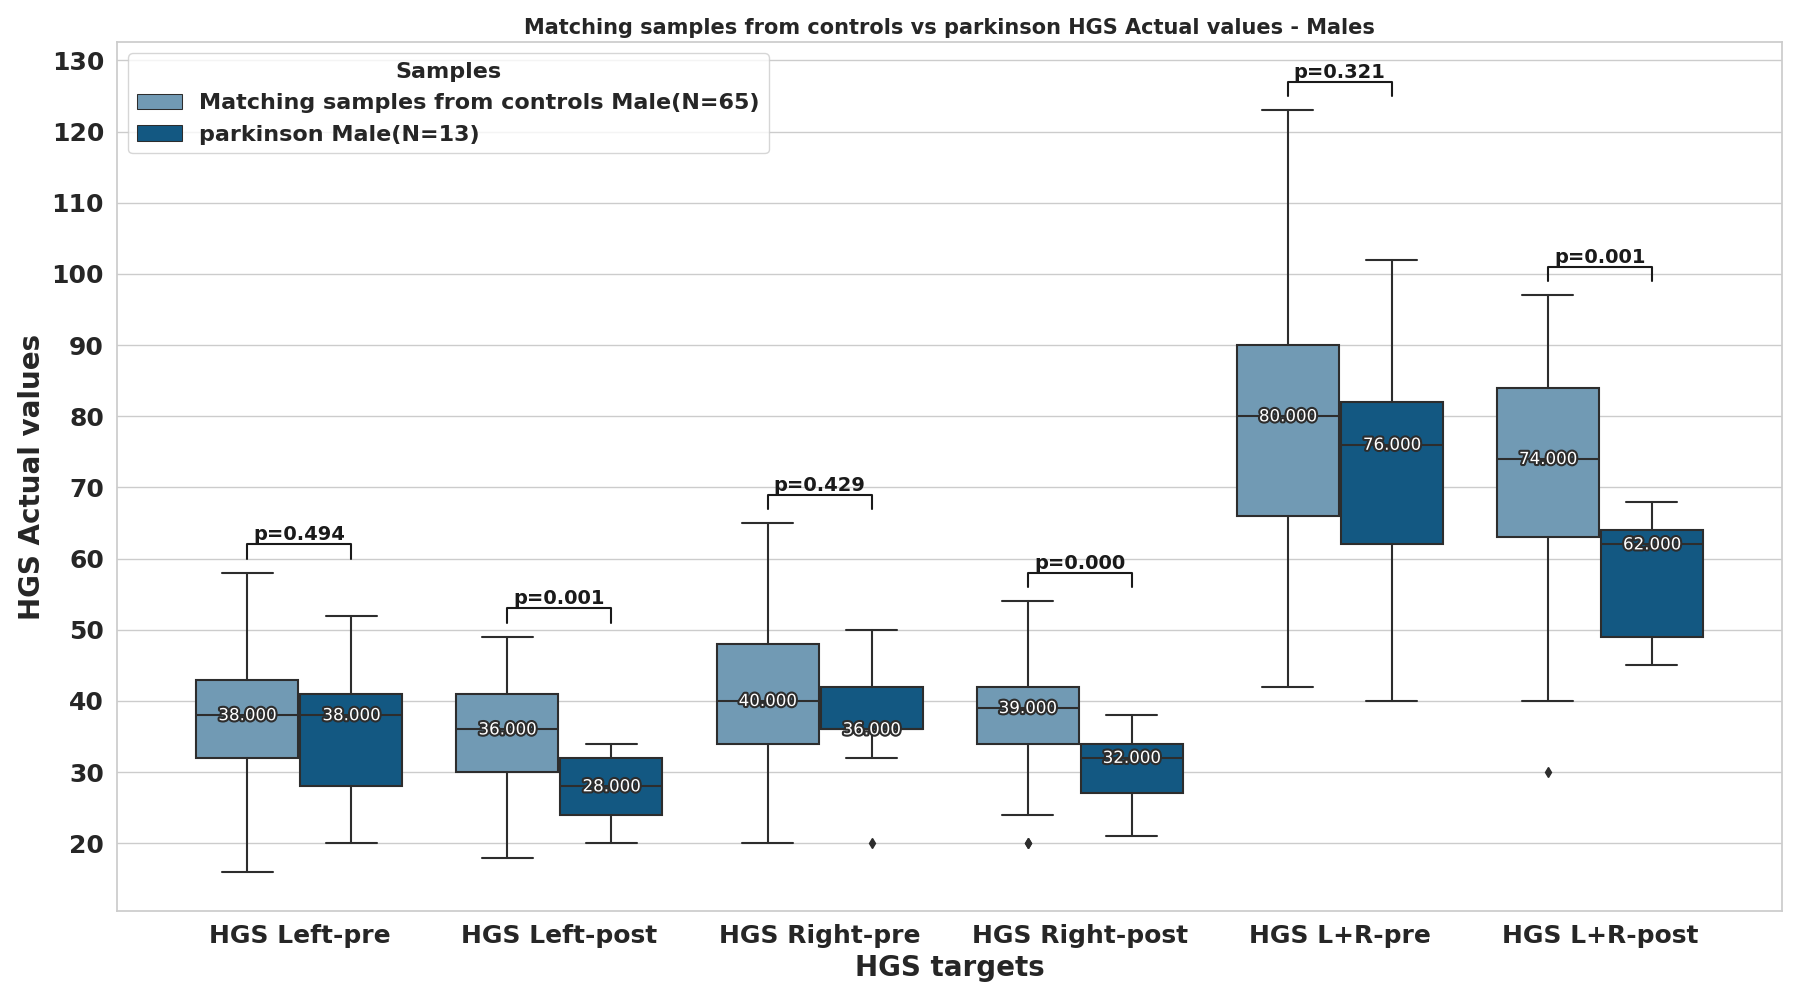 Matching samples from controls vs parkinson HGS Actual values - Males
Samples
Matching samples from controls Male(N=65)
parkinson Male(N=13)
HGS Actual values
130
120
110
100
90
80
70
60
50
40
30
20
p=0.494
p=0.001
p=0.429
p=0.000
p=0.321
p=0.001
38.000
38.000
36.000
28.000
40.000
36.000
39.000
32.000
80.000
76.000
74.000
62.000
HGS Left-pre
HGS Left-post
HGS Right-pre
HGS Right-post
HGS L+R-pre
HGS L+R-post
HGS targets